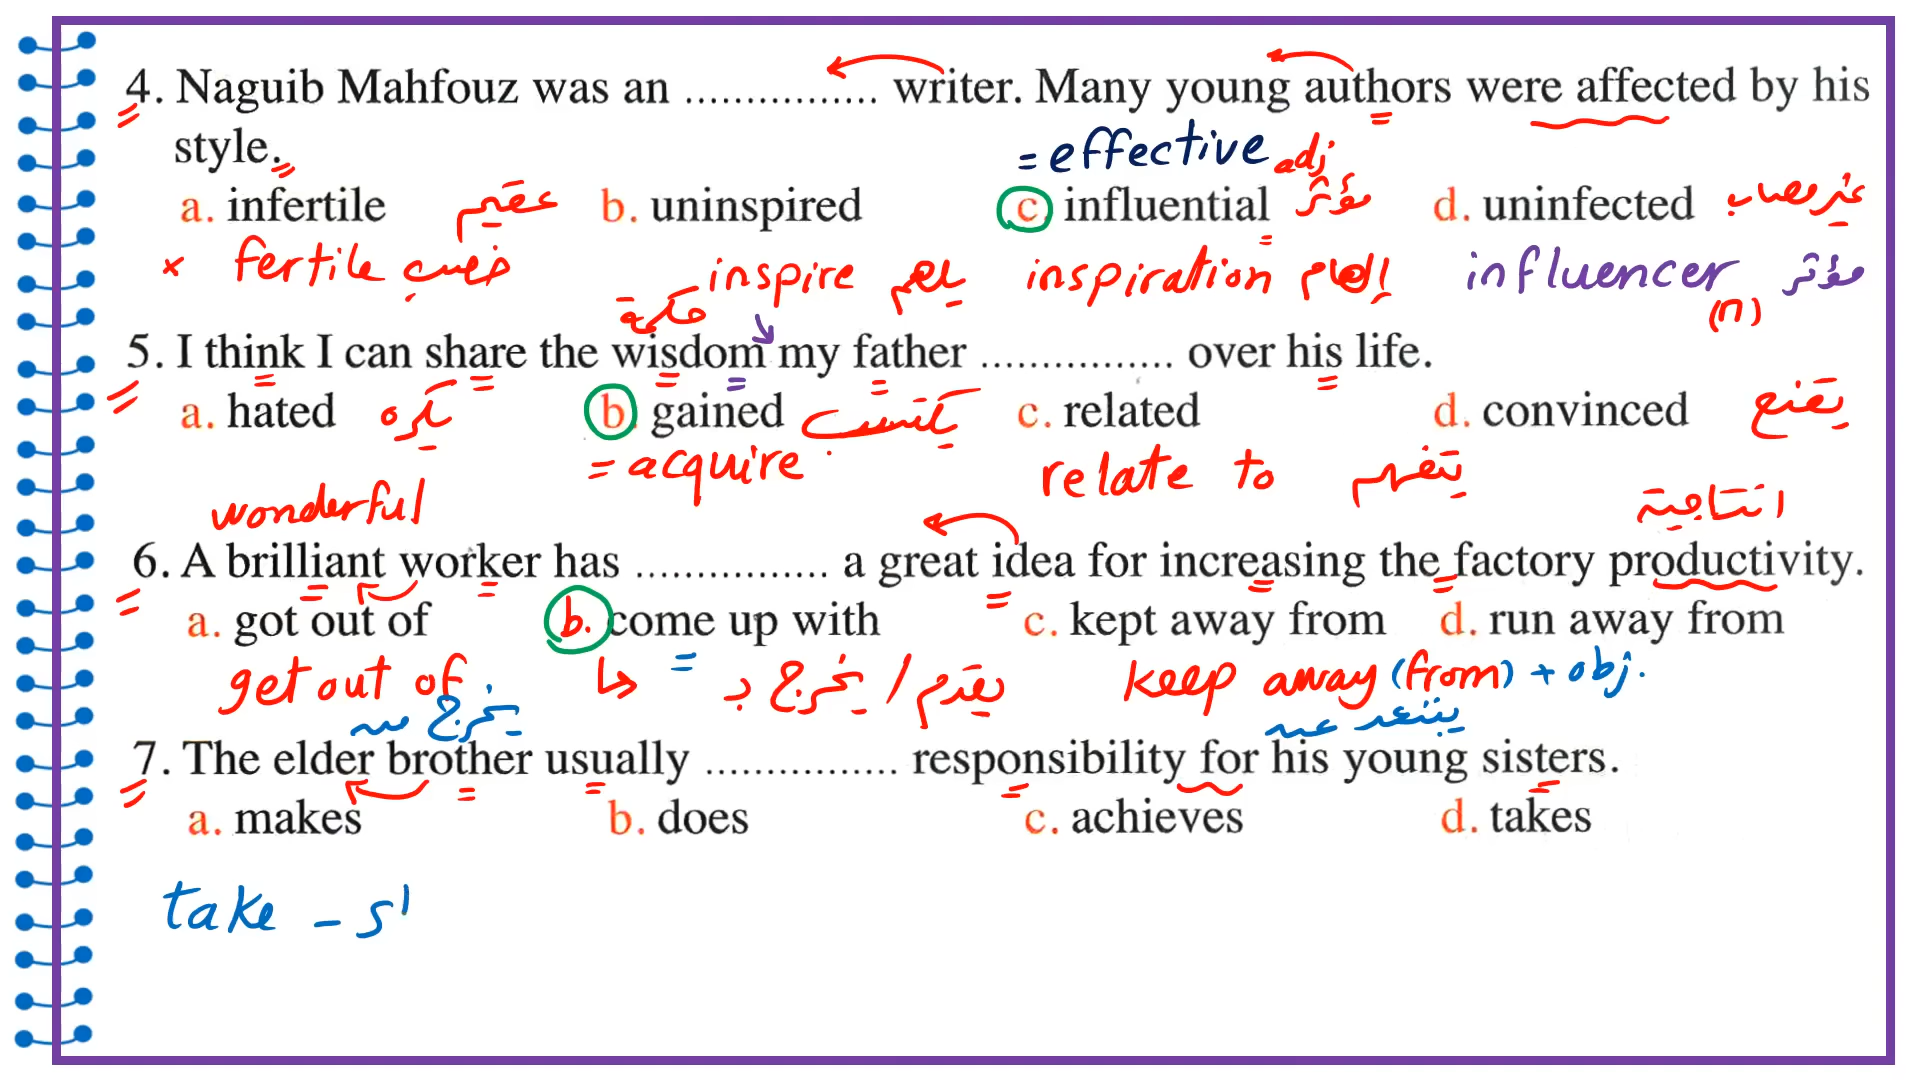 4. Naguib Mahfouz was an ................ writer. Many young authors were affected by his
style.
= effective adj
a. infertile عقيم b. uninspired c. influential مؤثر d. uninfected غير مصاب
× fertile خصب inspire يلهم inspiration إلهام influencer مؤثر
(n)
حكمة
5. I think I can share the wisdom my father ................ over his life.
a. hated يكره b. gained يكتسب c. related d. convinced يقنع
= acquire relate to يتفهم
wonderful انتاجية
6. A brilliant worker has ................ a great idea for increasing the factory productivity.
a. got out of b. come up with c. kept away from d. run away from
get out of يقدم / يخرج بـ keep away (from) + obj.
يخرج من يبتعد عن
7. The elder brother usually ................ responsibility for his young sisters.
a. makes b. does c. achieves d. takes
take -